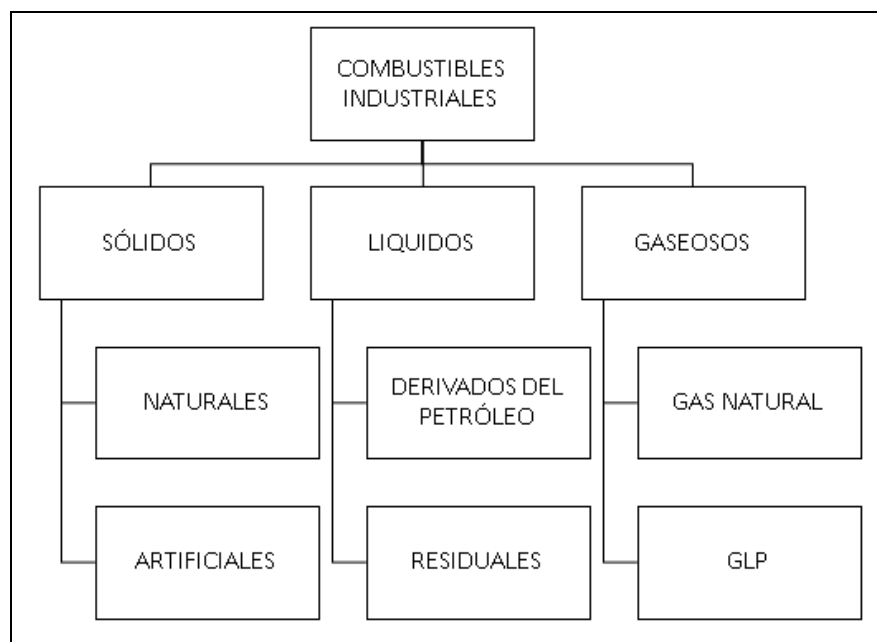 COMBUSTIBLES
INDUSTRIALES
SÓLIDOS
LIQUIDOS
GASEOSOS
NATURALES
DERIVADOS DEL
PETRÓLEO
GAS NATURAL
ARTIFICIALES
RESIDUALES
GLP